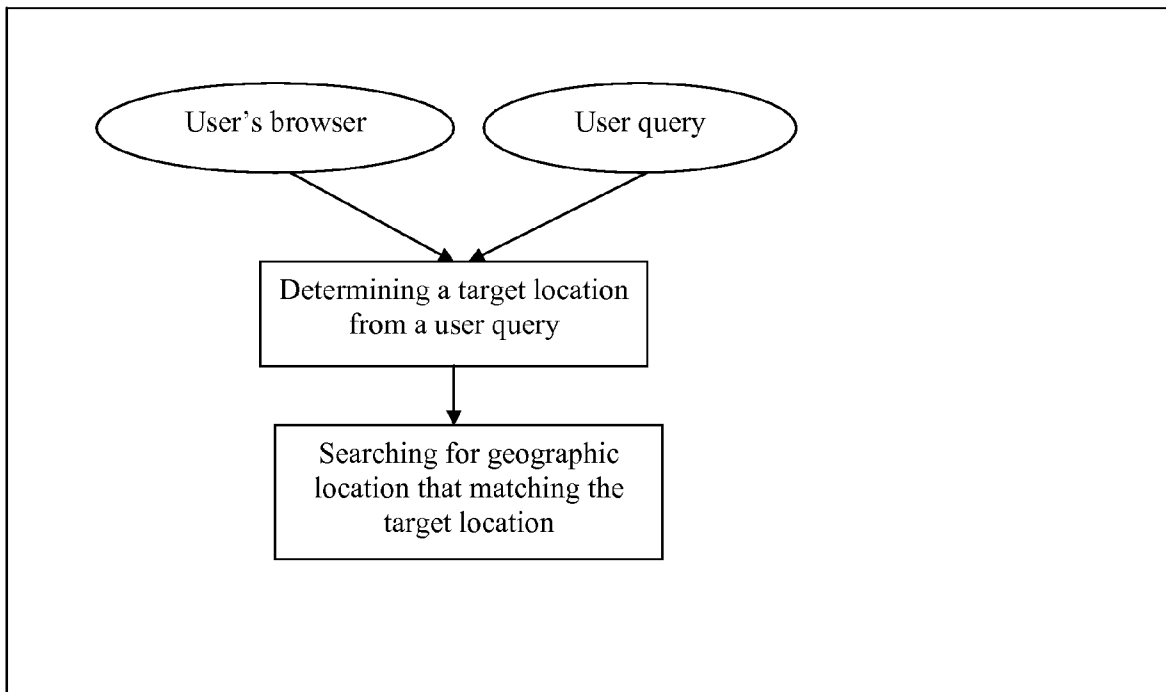 User’s browser
User query
Determining a target location
from a user query
Searching for geographic
location that matching the
target location